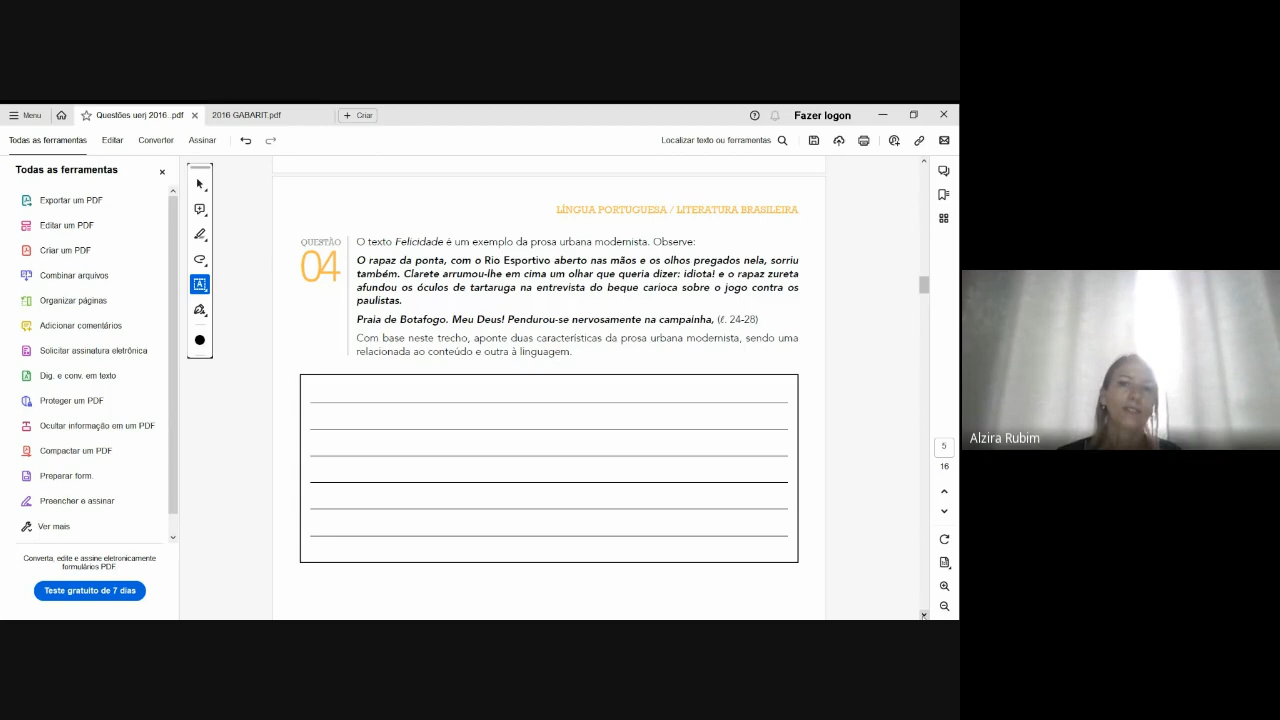 Menu
Questões uerj 2016..pdf
2016 GABARIT.pdf
Criar
Fazer logon
Todas as ferramentas
Editar
Converter
Assinar
Localizar texto ou ferramentas
Todas as ferramentas
Exportar um PDF
Editar um PDF
Criar um PDF
Combinar arquivos
Organizar páginas
Adicionar comentários
Solicitar assinatura eletrônica
Dig. e conv. em texto
Proteger um PDF
Ocultar informação em um PDF
Compactar um PDF
Preparar form.
Preencher e assinar
Ver mais
Converta, edite e assine eletronicamente
formulários PDF
Teste gratuito de 7 dias
LÍNGUA PORTUGUESA / LITERATURA BRASILEIRA
QUESTÃO
04
O texto Felicidade é um exemplo da prosa urbana modernista. Observe:
O rapaz da ponta, com o Rio Esportivo aberto nas mãos e os olhos pregados nela, sorriu
também. Clarete arrumou-lhe em cima um olhar que queria dizer: idiota! e o rapaz zureta
afundou os óculos de tartaruga na entrevista do beque carioca sobre o jogo contra os
paulistas.
Praia de Botafogo. Meu Deus! Pendurou-se nervosamente na campainha, (ℓ. 24-28)
Com base neste trecho, aponte duas características da prosa urbana modernista, sendo uma
relacionada ao conteúdo e outra à linguagem.
5
16
Alzira Rubim